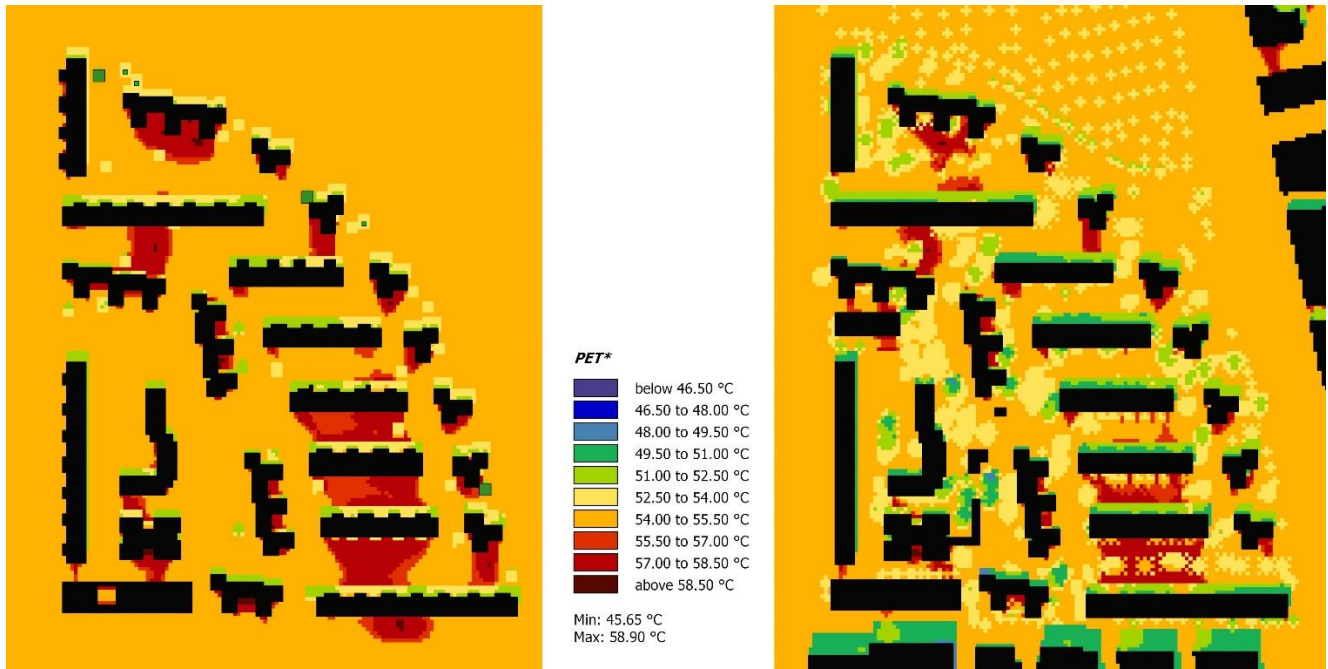 PET*
below 46.50 °C
46.50 to 48.00 °C
48.00 to 49.50 °C
49.50 to 51.00 °C
51.00 to 52.50 °C
52.50 to 54.00 °C
54.00 to 55.50 °C
55.50 to 57.00 °C
57.00 to 58.50 °C
above 58.50 °C
Min: 45.65 °C
Max: 58.90 °C